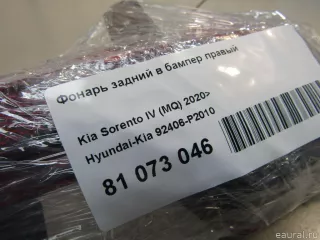 Фонарь задний в бампер правый
Kia Sorento IV (MQ) 2020>
Hyundai-Kia 92406-P2010
81 073 046
eaural.ru